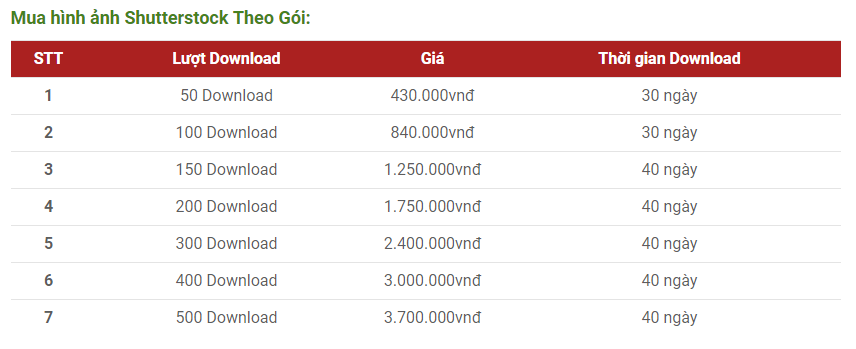 Mua hình ảnh Shutterstock Theo Gói:
STT Lượt Download Giá Thời gian Download
1 50 Download 430.000vnđ 30 ngày
2 100 Download 840.000vnđ 30 ngày
3 150 Download 1.250.000vnđ 40 ngày
4 200 Download 1.750.000vnđ 40 ngày
5 300 Download 2.400.000vnđ 40 ngày
6 400 Download 3.000.000vnđ 40 ngày
7 500 Download 3.700.000vnđ 40 ngày